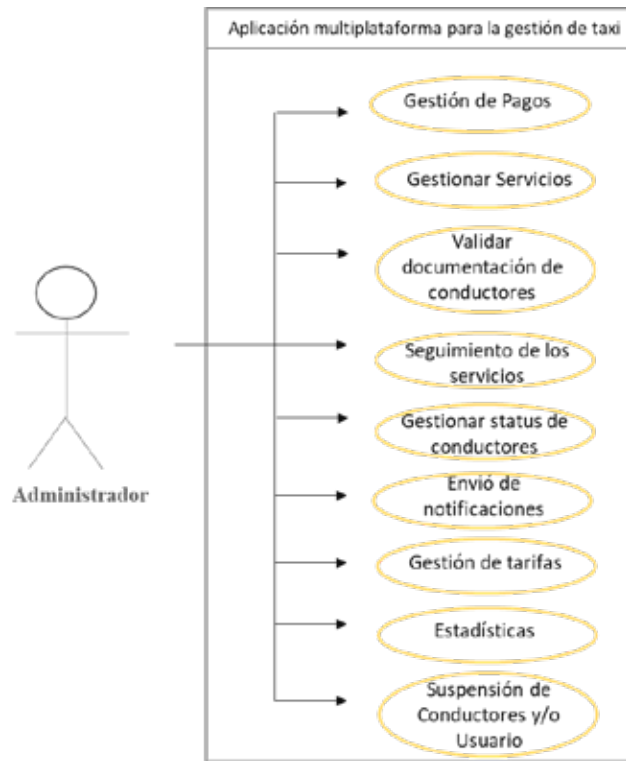 Aplicación multiplataforma para la gestión de taxi
Gestión de Pagos
Gestionar Servicios
Validar
documentación de
conductores
Seguimiento de los
servicios
Gestionar status de
conductores
Envió de
notificaciones
Gestión de tarifas
Estadísticas
Suspensión de
Conductores y/o
Usuario
Administrador